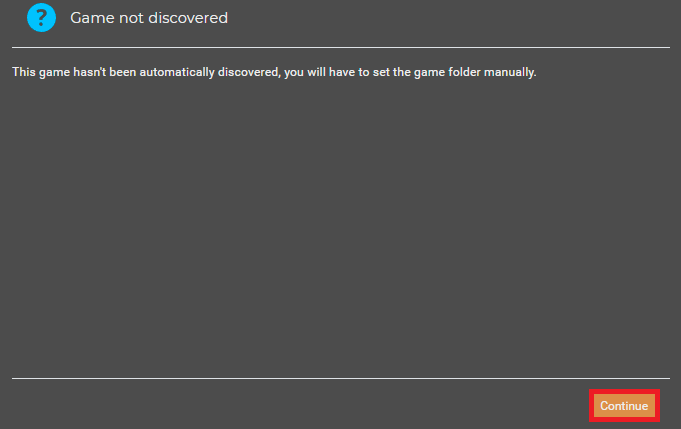 ?
Game not discovered
This game hasn't been automatically discovered, you will have to set the game folder manually.
Continue